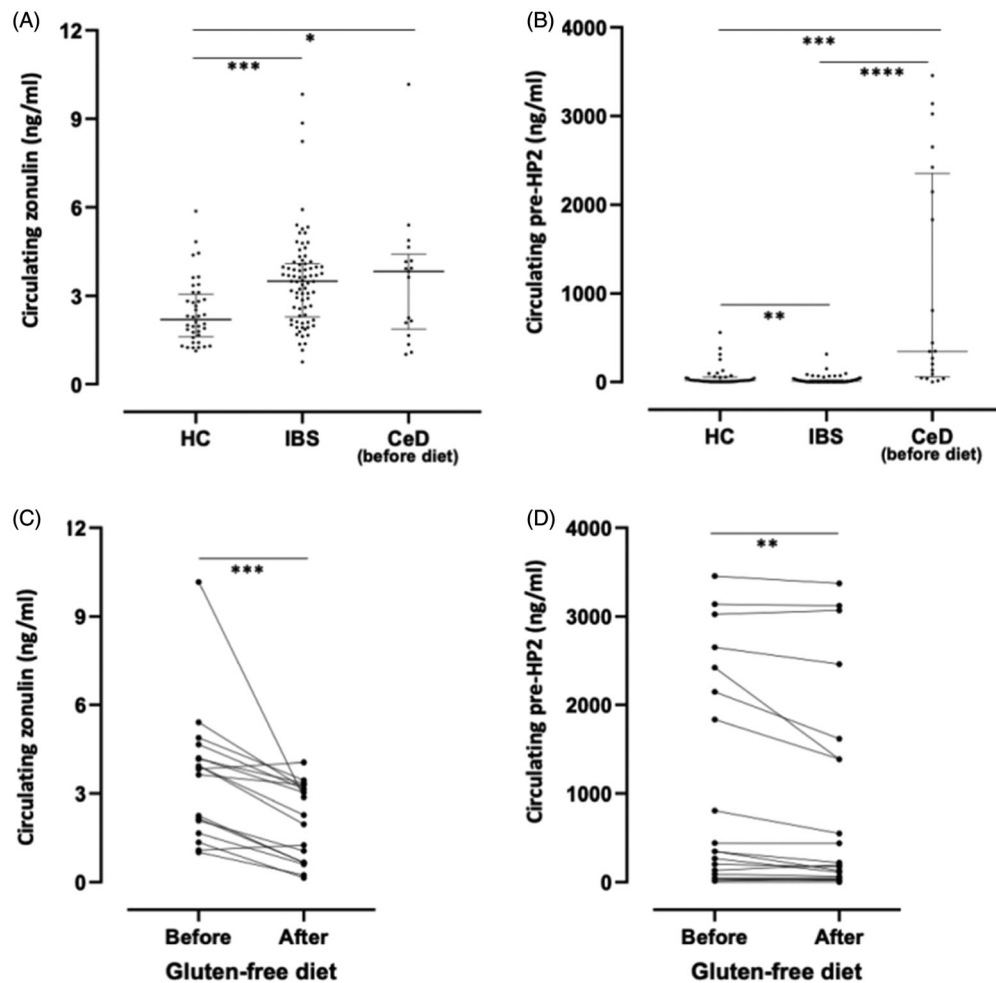 (A)
Circulating zonulin (ng/ml)
12
9
6
3
0
*
***
HC
IBS
CeD
(before diet)
(B)
Circulating pre-HP2 (ng/ml)
4000
3000
2000
1000
0
***
****
**
HC
IBS
CeD
(before diet)
(C)
Circulating zonulin (ng/ml)
12
9
6
3
0
***
Before
After
Gluten-free diet
(D)
Circulating pre-HP2 (ng/ml)
4000
3000
2000
1000
0
**
Before
After
Gluten-free diet